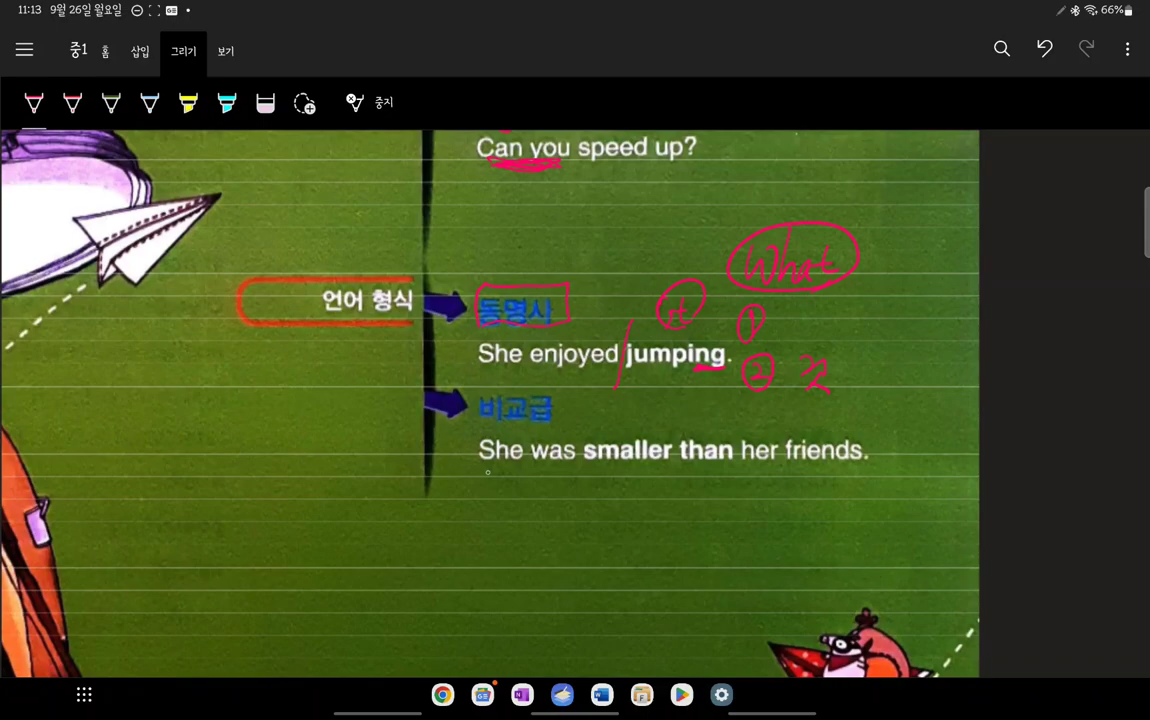 11:13 9월 26일 월요일
66%
중1 홈 삽입 그리기 보기
중지
Can you speed up?
What
언어 형식
동명사
①
She enjoyed jumping.
② 것
비교급
She was smaller than her friends.